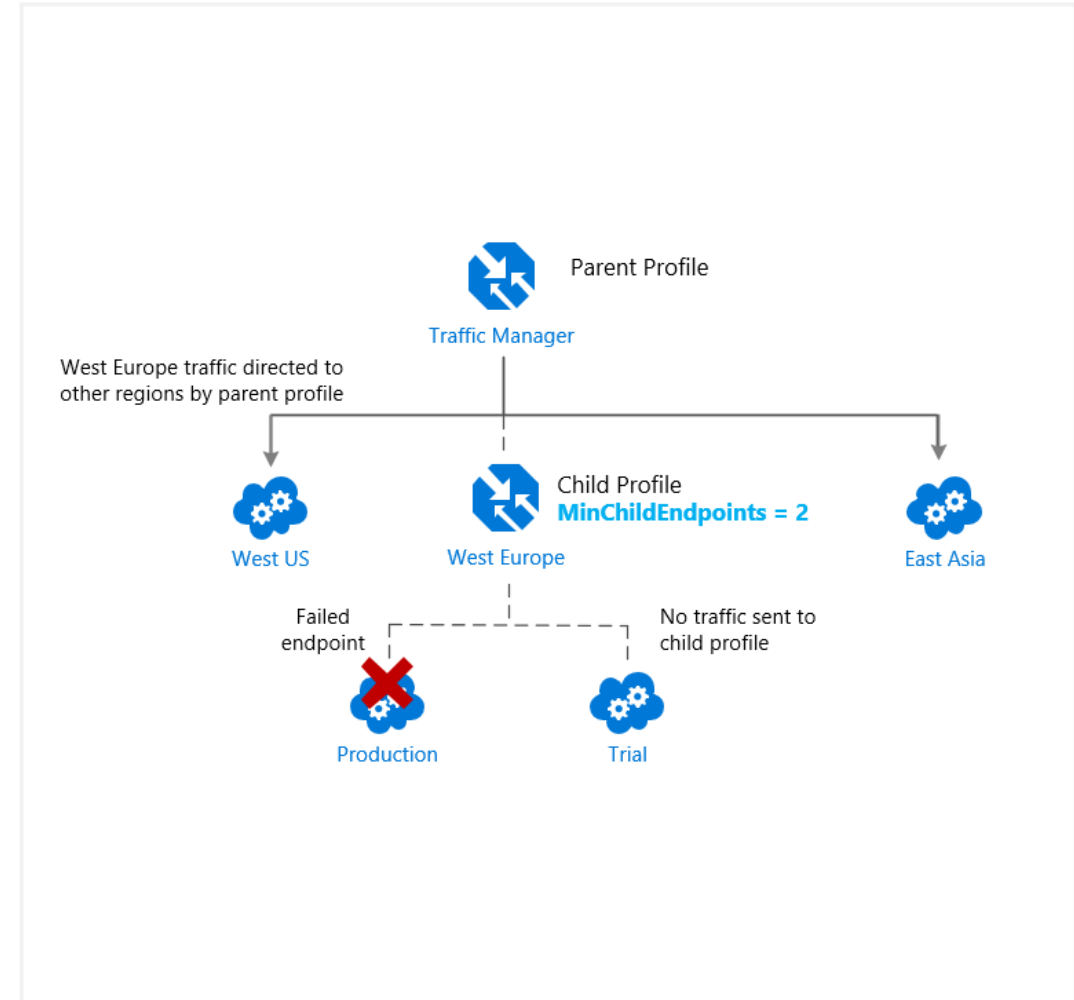 Parent Profile
Traffic Manager
West Europe traffic directed to
other regions by parent profile
Child Profile
MinChildEndpoints = 2
West US
West Europe
East Asia
Failed
endpoint
No traffic sent to
child profile
Production
Trial